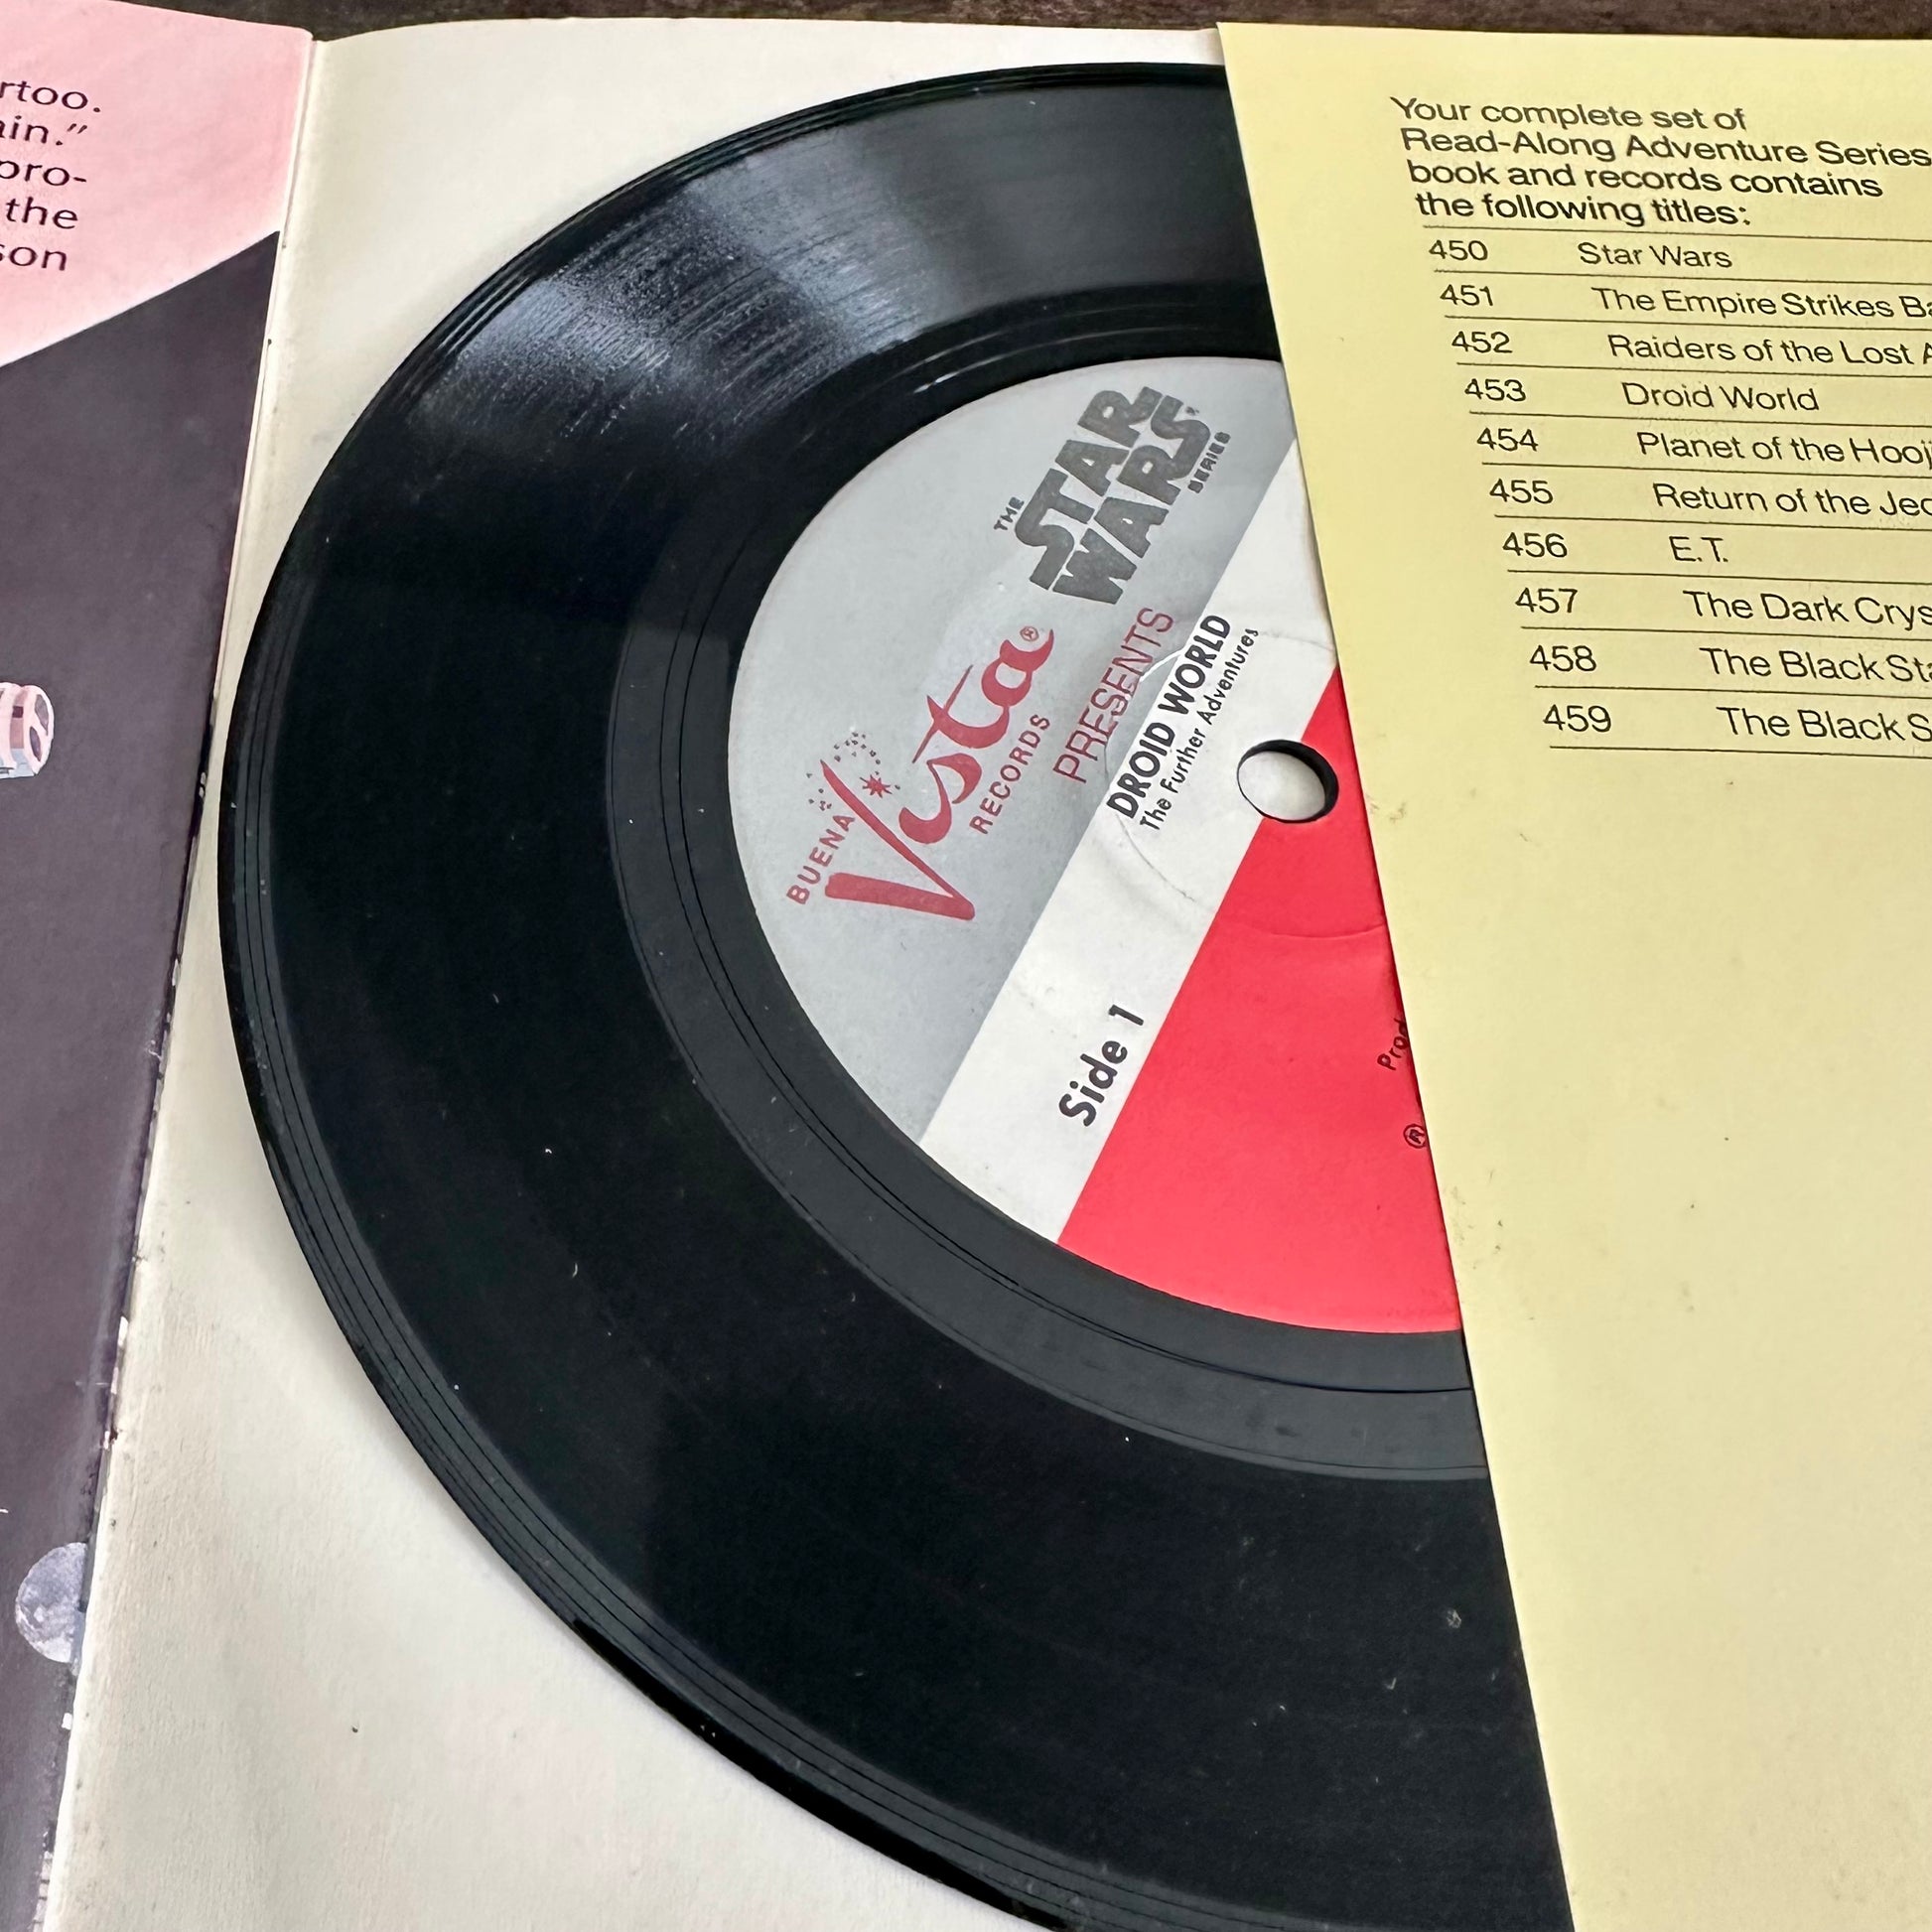 rtoo.
ain."
pro-
the
son
THE
STAR
WARS
SERIES
BUENA
Vista®
RECORDS
PRESENTS
DROID WORLD
The Further Adventures
Side 1
Prod
®
Your complete set of
Read-Along Adventure Series
book and records contains
the following titles:
450 Star Wars
451 The Empire Strikes Ba
452 Raiders of the Lost A
453 Droid World
454 Planet of the Hooj
455 Return of the Jed
456 E.T.
457 The Dark Crys
458 The Black Sta
459 The Black S